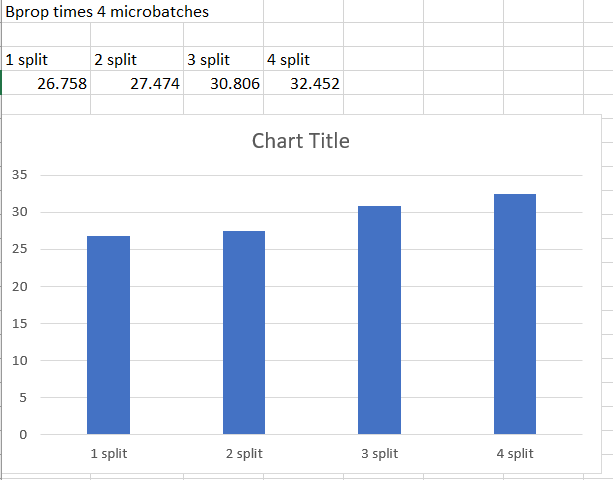 Bprop times 4 microbatches
1 split 2 split 3 split 4 split
26.758 27.474 30.806 32.452
Chart Title
35
30
25
20
15
10
5
0
1 split 2 split 3 split 4 split